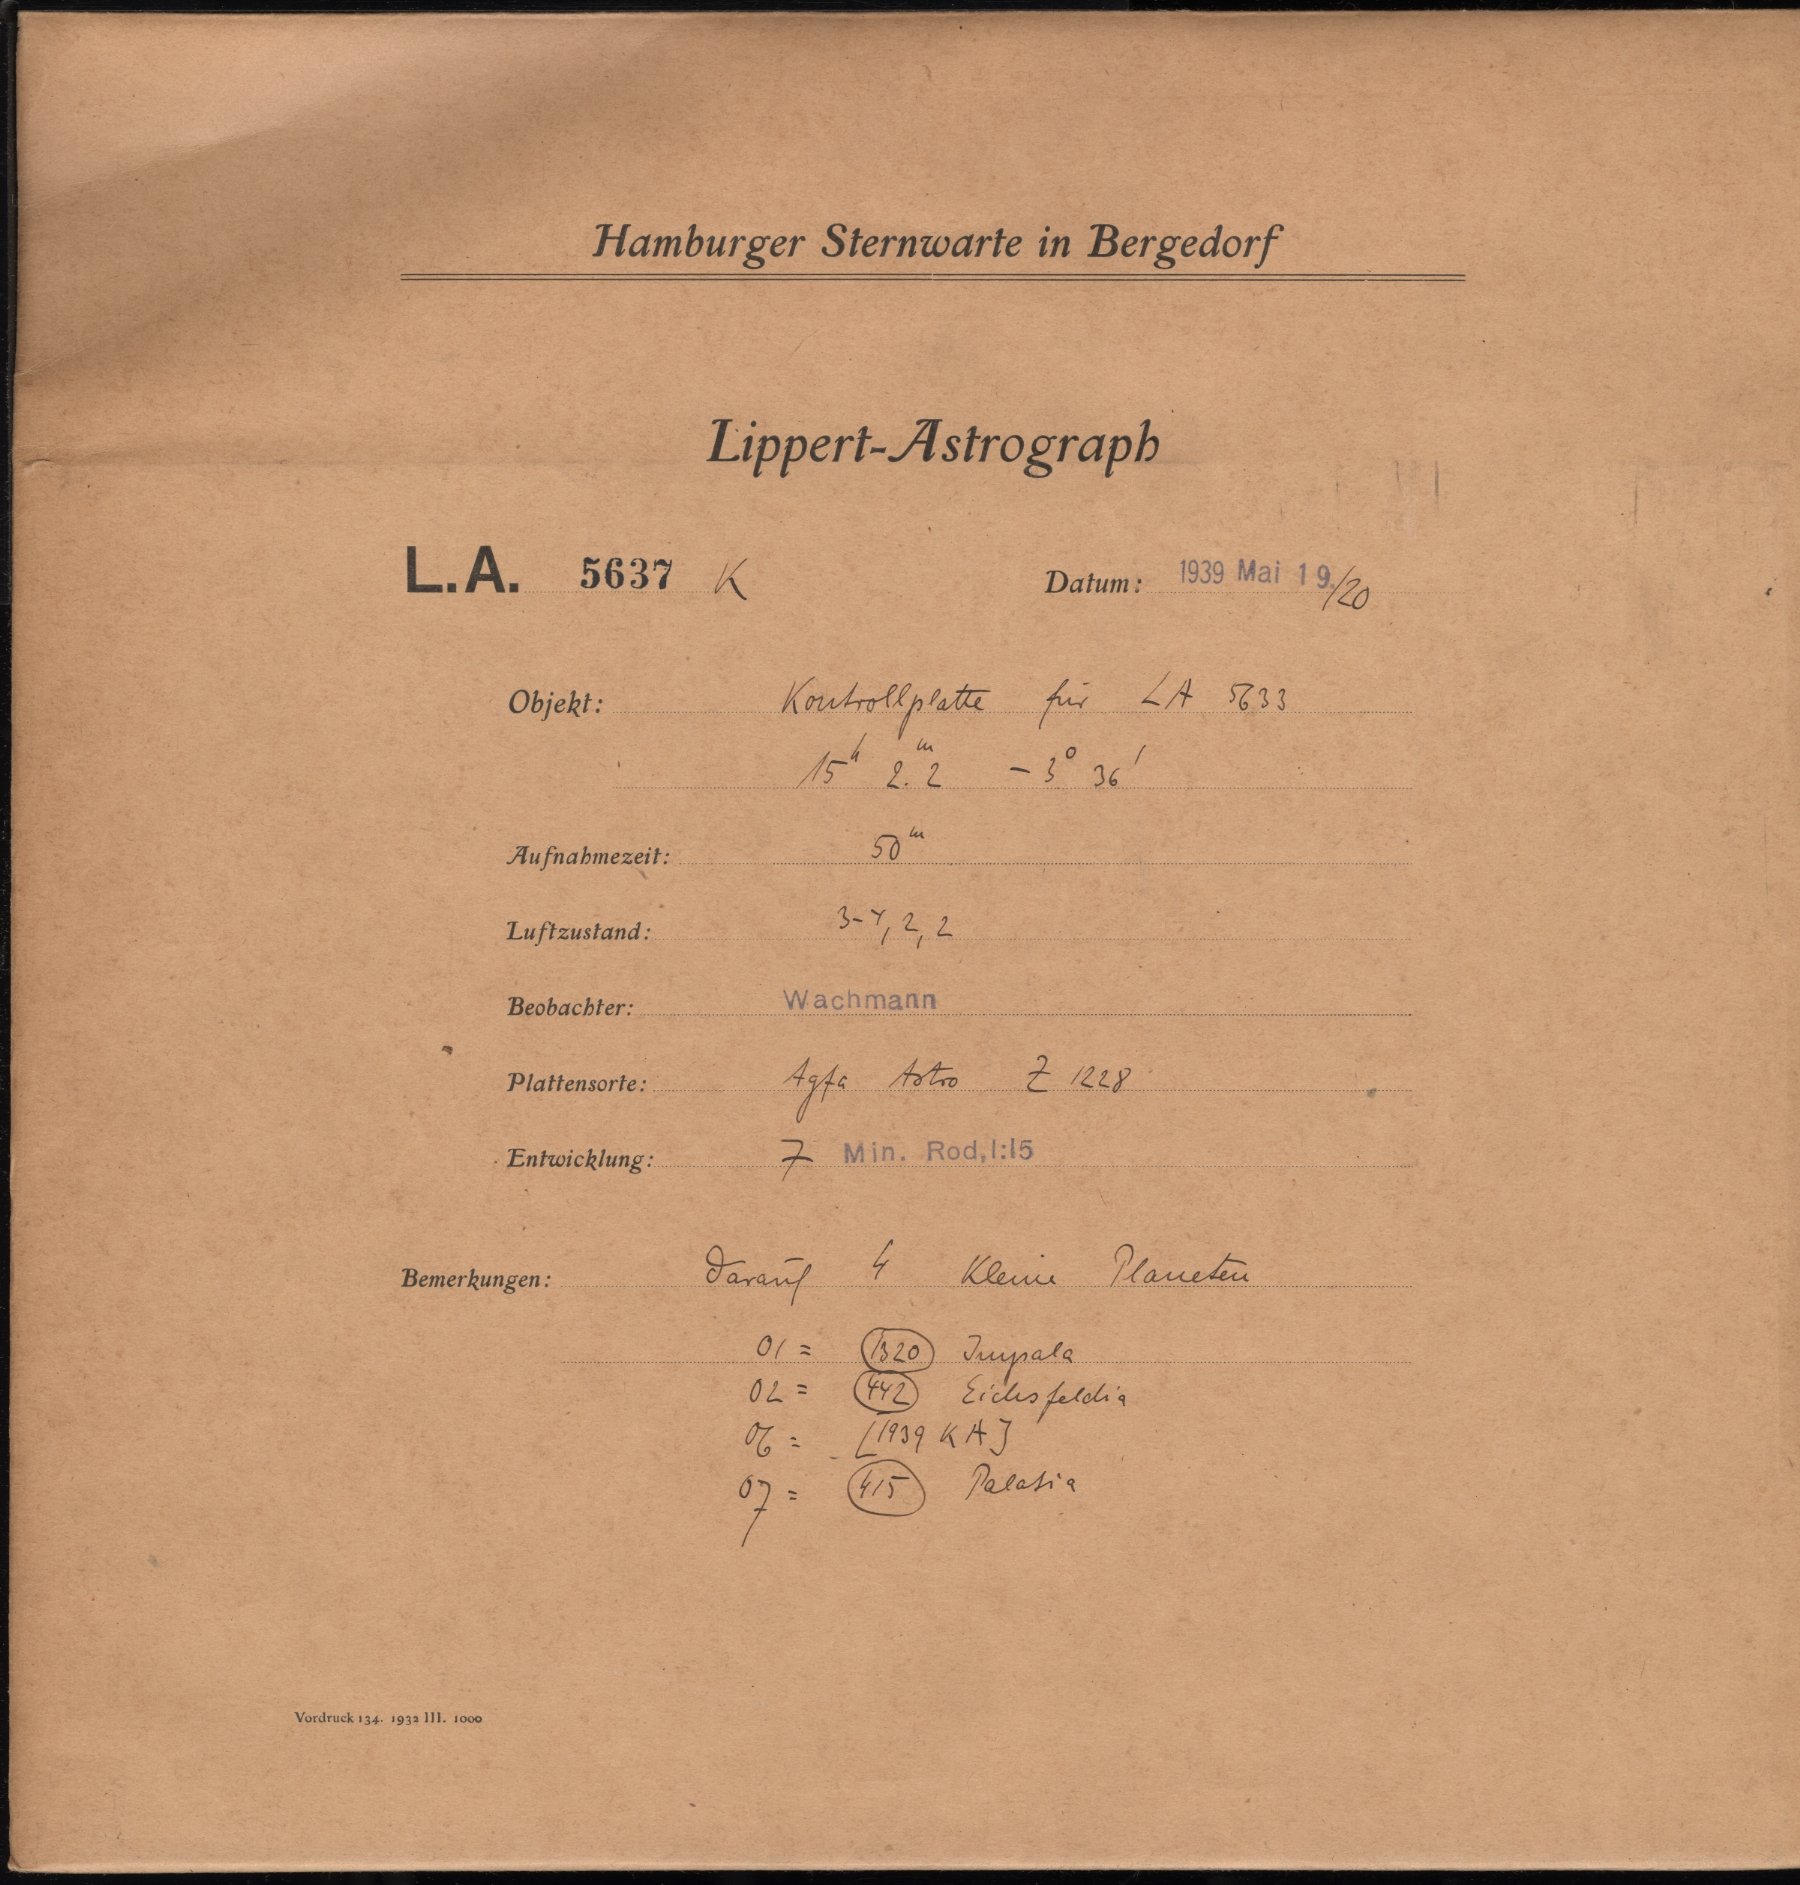 Hamburger Sternwarte in Bergedorf
Lippert-Astrograph
L.A. 5637 K Datum: 1939 Mai 19./20
Objekt: Kontrollplatte für LA 5633
15ʰ 2.ᵐ2 −3° 36′
Aufnahmezeit: 50ᵐ
Luftzustand: 3-4, 2, 2
Beobachter: Wachmann
Plattensorte: Agfa Astro Z 1228
Entwicklung: 7 Min. Rod, 1:15
Bemerkungen: Darauf 4 Kleine Planeten
01 = (1320) Impala
02 = (442) Eichsfeldia
06 = [1939 KA]
07 = (415) Palatia
Vordruck 134. 1932 III. 1000